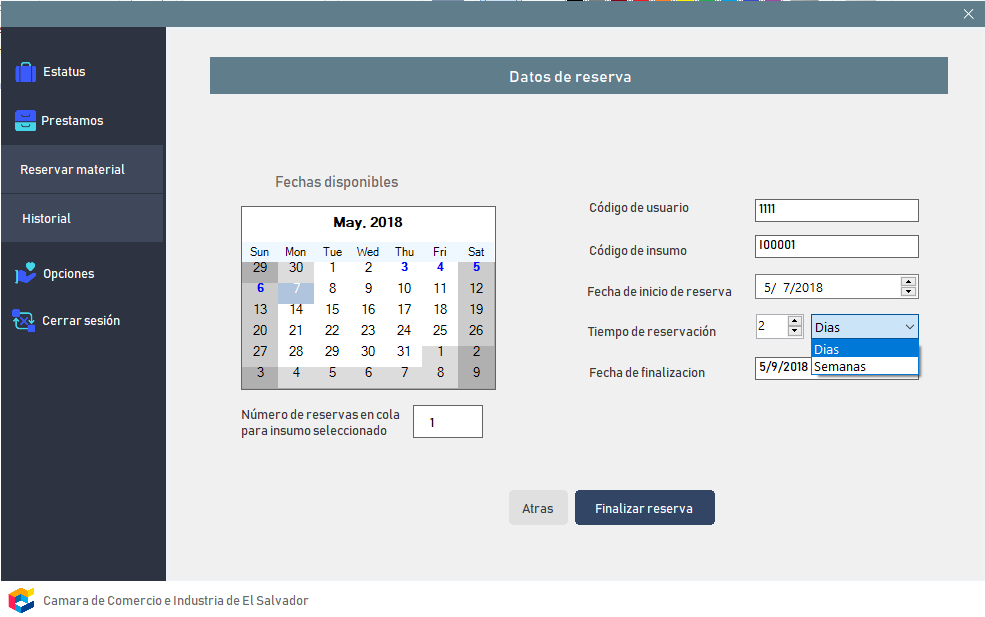 Estatus
Prestamos
Reservar material
Historial
Opciones
Cerrar sesión
Datos de reserva
Fechas disponibles
May, 2018
Sun Mon Tue Wed Thu Fri Sat
29 30 1 2 3 4 5
6 7 8 9 10 11 12
13 14 15 16 17 18 19
20 21 22 23 24 25 26
27 28 29 30 31 1 2
3 4 5 6 7 8 9
Número de reservas en cola
para insumo seleccionado
1
Código de usuario
1111
Código de insumo
I00001
Fecha de inicio de reserva
5/ 7/2018
Tiempo de reservación
2
Dias
Dias
Semanas
Fecha de finalizacion
5/9/2018
Atras
Finalizar reserva
Camara de Comercio e Industria de El Salvador